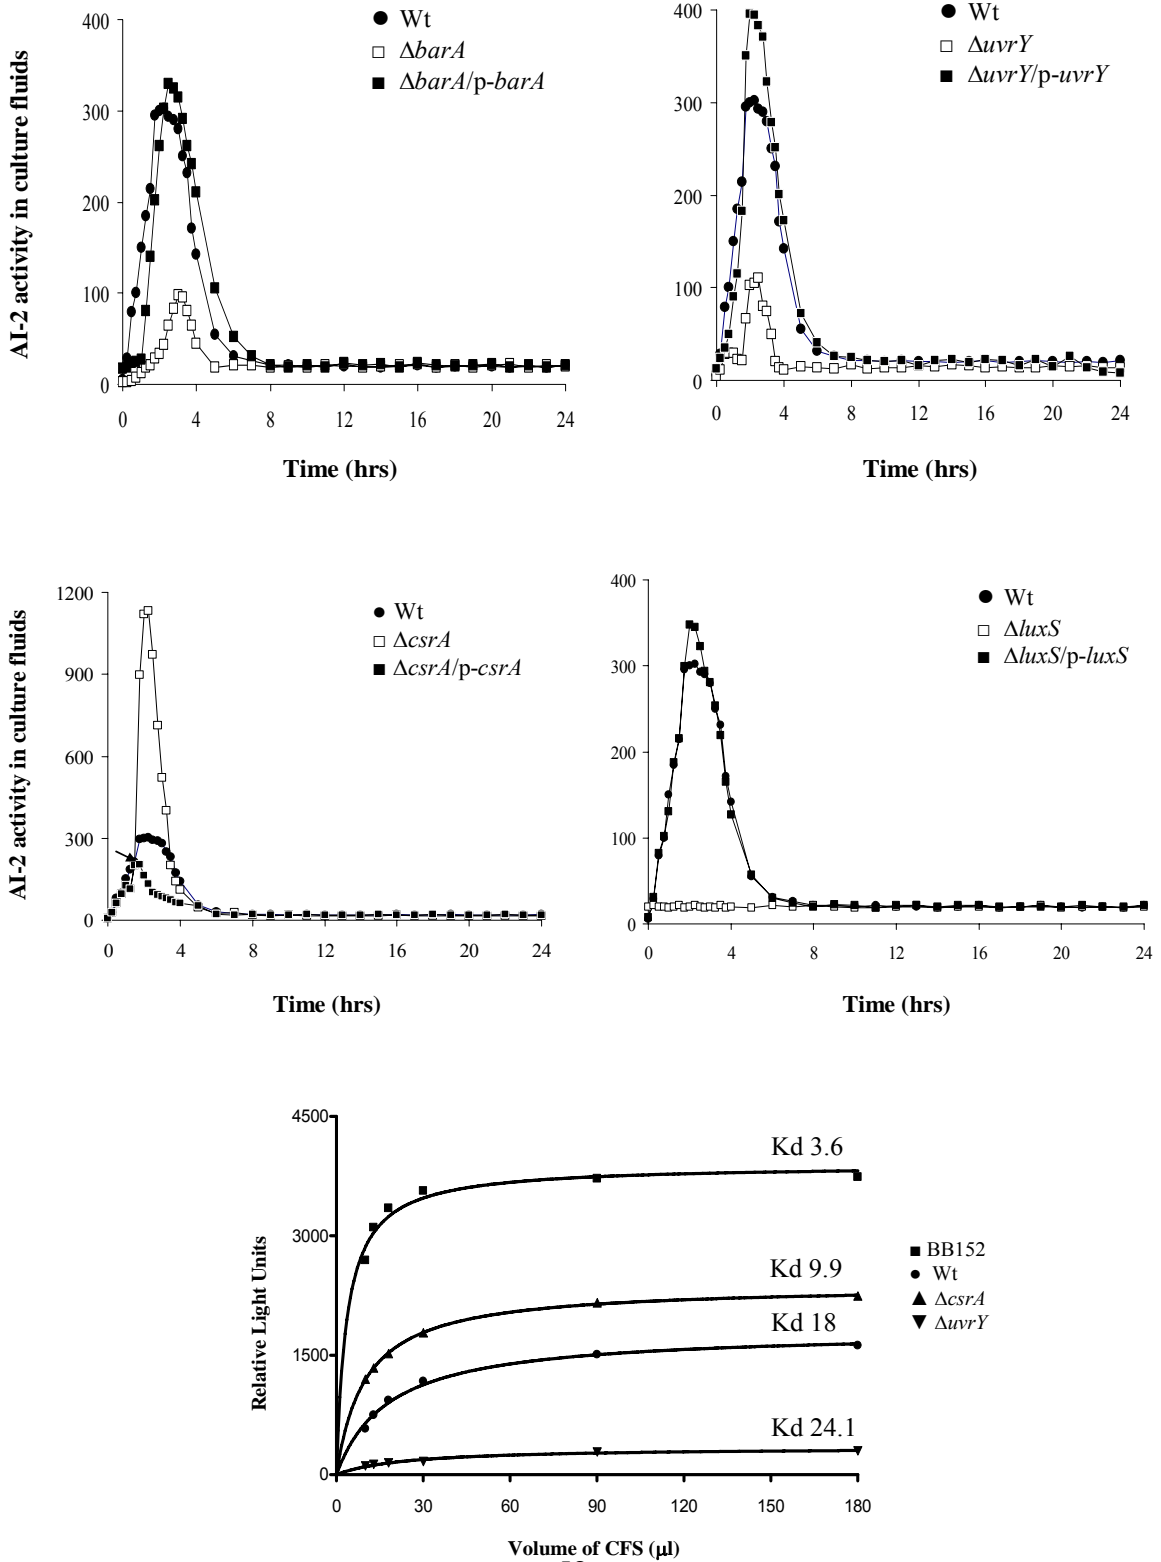 AI-2 activity in culture fluids
400
300
200
100
0
0 4 8 12 16 20 24
Time (hrs)
Wt
ΔbarA
ΔbarA/p-barA
400
300
200
100
0
0 4 8 12 16 20 24
Time (hrs)
Wt
ΔuvrY
ΔuvrY/p-uvrY
AI-2 activity in culture fluids
1200
900
600
300
0
0 4 8 12 16 20 24
Time (hrs)
Wt
ΔcsrA
ΔcsrA/p-csrA
400
300
200
100
0
0 4 8 12 16 20 24
Time (hrs)
Wt
ΔluxS
ΔluxS/p-luxS
Relative Light Units
4500
3000
1500
0
0 30 60 90 120 150 180
Volume of CFS (µl)
Kd 3.6
Kd 9.9
Kd 18
Kd 24.1
BB152
Wt
ΔcsrA
ΔuvrY